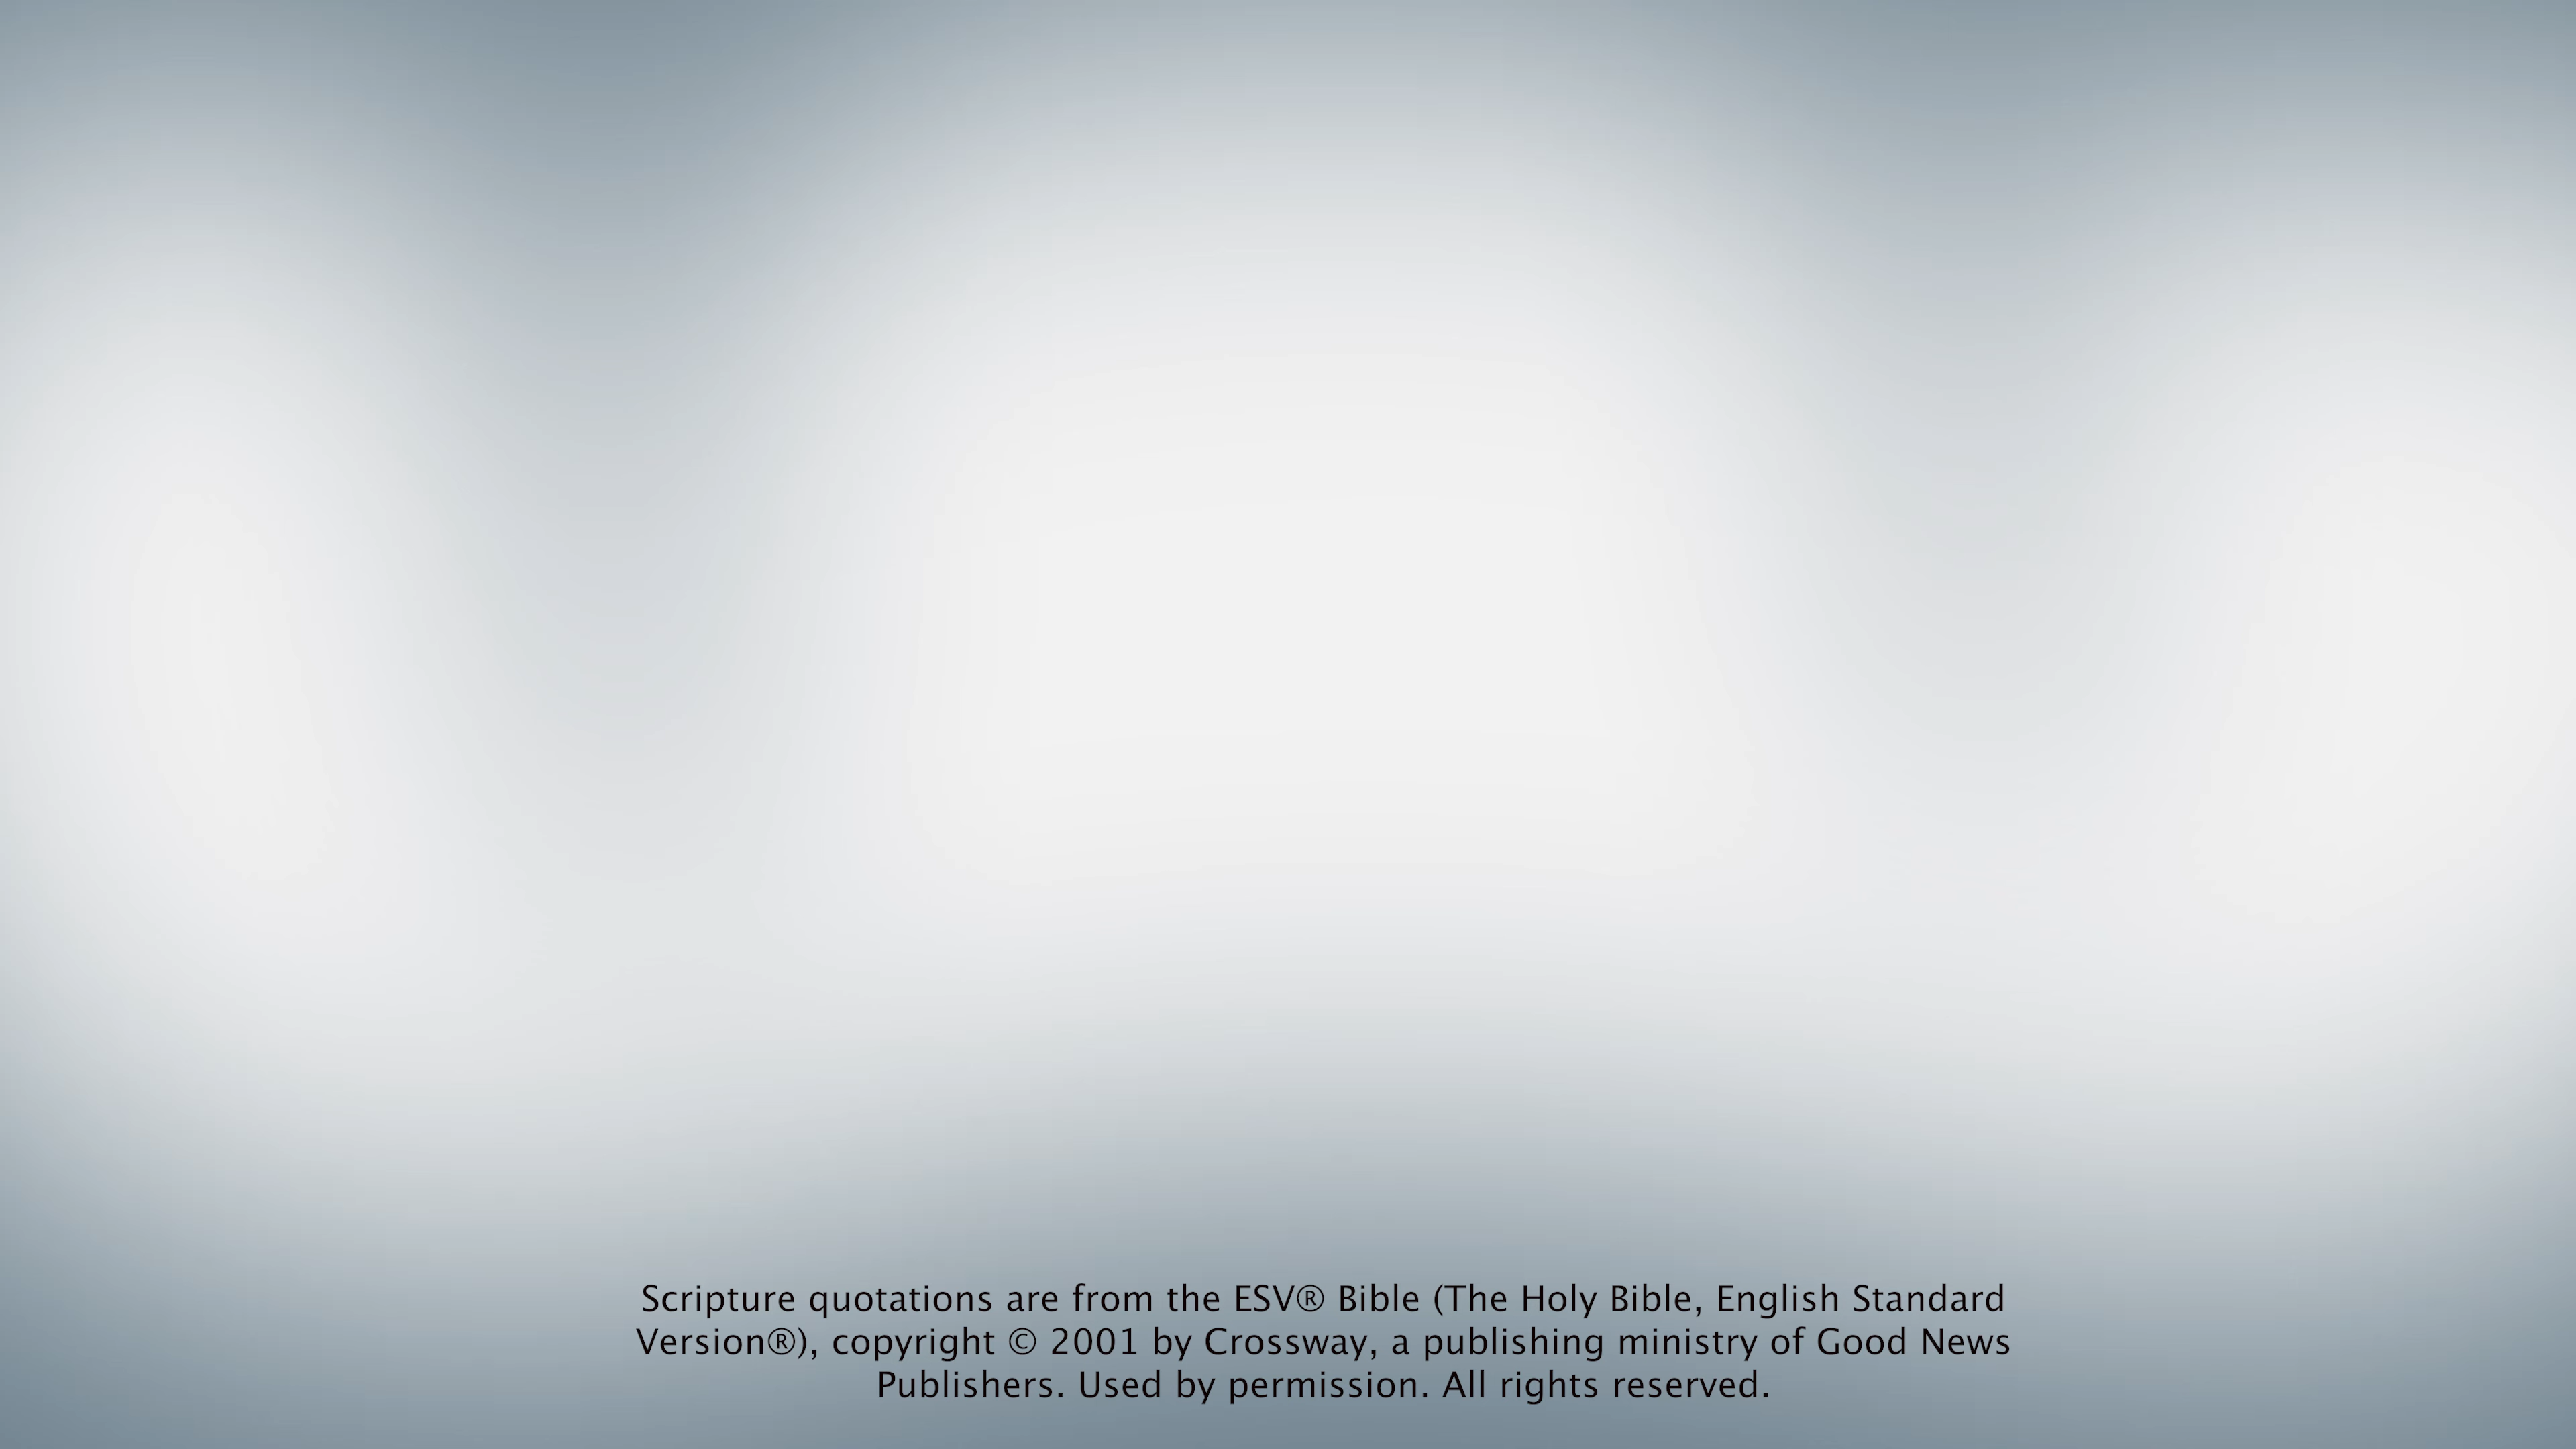 Scripture quotations are from the ESV® Bible (The Holy Bible, English Standard
Version®), copyright © 2001 by Crossway, a publishing ministry of Good News
Publishers. Used by permission. All rights reserved.